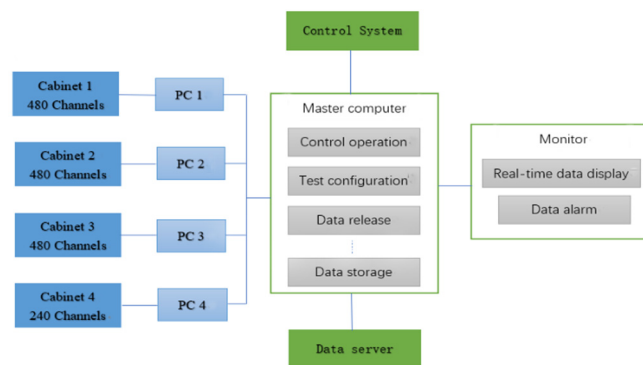 Control System
Cabinet 1
480 Channels
PC 1
Cabinet 2
480 Channels
PC 2
Cabinet 3
480 Channels
PC 3
Cabinet 4
240 Channels
PC 4
Master computer
Control operation
Test configuration
Data release
Data storage
Monitor
Real-time data display
Data alarm
Data server